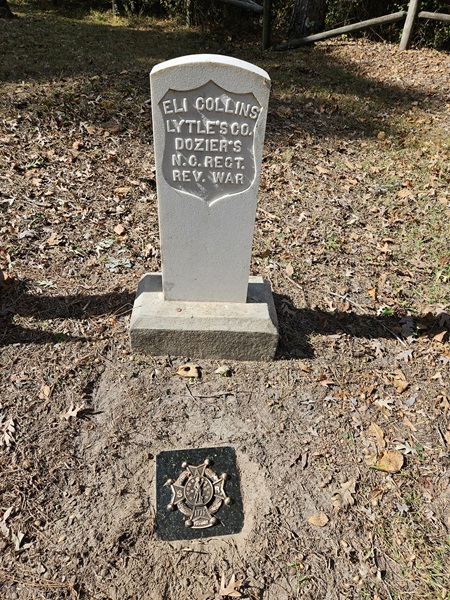 ELI COLLINS
LYTLE'S CO.
DOZIER'S
N.C. REGT.
REV. WAR